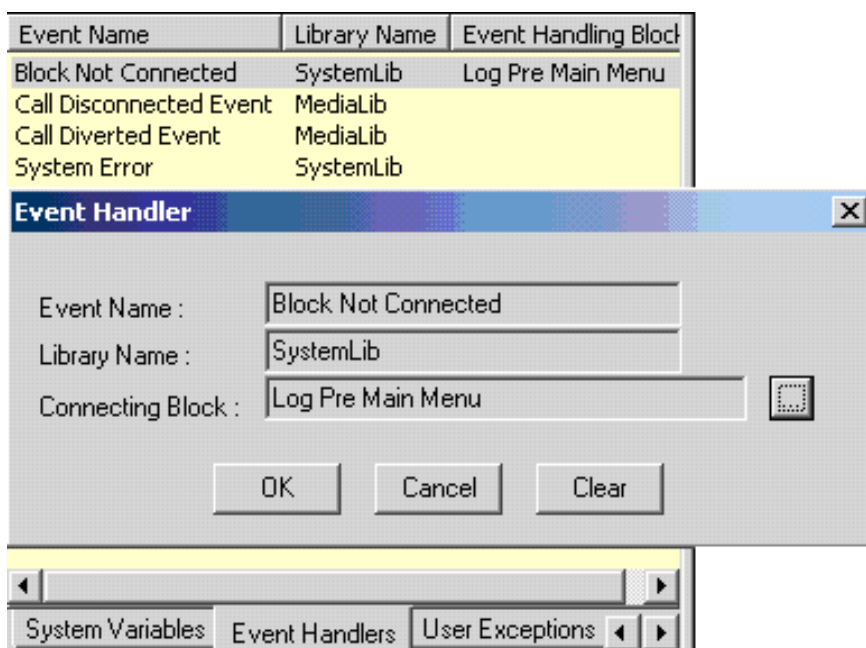 Event Name Library Name Event Handling Block
Block Not Connected SystemLib Log Pre Main Menu
Call Disconnected Event MediaLib
Call Diverted Event MediaLib
System Error SystemLib
Event Handler
Event Name : Block Not Connected
Library Name : SystemLib
Connecting Block : Log Pre Main Menu ...
OK Cancel Clear
System Variables Event Handlers User Exceptions